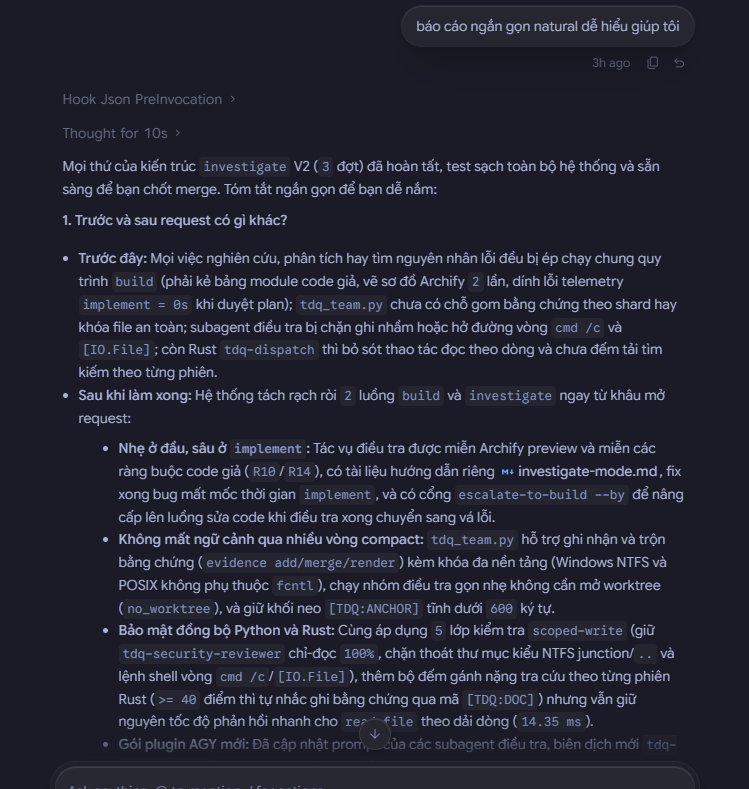 báo cáo ngắn gọn natural dễ hiểu giúp tôi
3h ago
Hook Json PreInvocation >
Thought for 10s >
Mọi thứ của kiến trúc investigate V2 ( 3 đợt) đã hoàn tất, test sạch toàn bộ hệ thống và sẵn
sàng để bạn chốt merge. Tóm tắt ngắn gọn để bạn dễ nắm:
1. Trước và sau request có gì khác?
• Trước đây: Mọi việc nghiên cứu, phân tích hay tìm nguyên nhân lỗi đều bị ép chạy chung quy
trình build (phải kẻ bảng module code giả, vẽ sơ đồ Archify 2 lần, dính lỗi telemetry
implement = 0s khi duyệt plan); tdq_team.py chưa có chỗ gom bằng chứng theo shard hay
khóa file an toàn; subagent điều tra bị chặn ghi nhầm hoặc hở đường vòng cmd /c và
[IO.File] ; còn Rust tdq-dispatch thì bỏ sót thao tác đọc theo dòng và chưa đếm tải tìm
kiếm theo từng phiên.
• Sau khi làm xong: Hệ thống tách rạch ròi 2 luồng build và investigate ngay từ khâu mở
request:
• Nhẹ ở đầu, sâu ở implement : Tác vụ điều tra được miễn Archify preview và miễn các
ràng buộc code giả ( R10 / R14 ), có tài liệu hướng dẫn riêng investigate-mode.md , fix
xong bug mất mốc thời gian implement , và có cổng escalate-to-build --by để nâng
cấp lên luồng sửa code khi điều tra xong chuyển sang vá lỗi.
• Không mất ngữ cảnh qua nhiều vòng compact: tdq_team.py hỗ trợ ghi nhận và trộn
bằng chứng ( evidence add/merge/render ) kèm khóa đa nền tảng (Windows NTFS và
POSIX không phụ thuộc fcntl ), chạy nhóm điều tra gọn nhẹ không cần mở worktree
( no_worktree ), và giữ khối neo [TDQ:ANCHOR] tĩnh dưới 600 ký tự.
• Bảo mật đồng bộ Python và Rust: Cùng áp dụng 5 lớp kiểm tra scoped-write (giữ
tdq-security-reviewer chỉ-đọc 100% , chặn thoát thư mục kiểu NTFS junction/ .. và
lệnh shell vòng cmd /c / [IO.File] ), thêm bộ đếm gánh nặng tra cứu theo từng phiên
Rust ( >= 40 điểm thì tự nhắc ghi bằng chứng qua mã [TDQ:DOC] ) nhưng vẫn giữ
nguyên tốc độ phản hồi nhanh cho read_file theo dải dòng ( 14.35 ms ).
• Gói plugin AGY mới: Đã cập nhật của các subagent điều tra, biên dịch mới tdq-